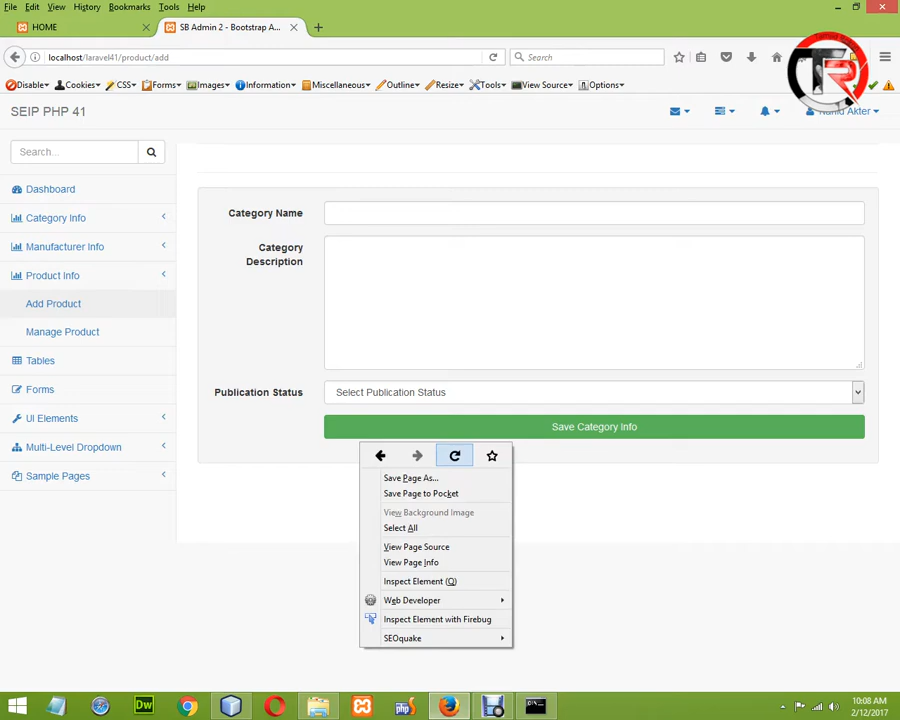 File Edit View History Bookmarks Tools Help
HOME
SB Admin 2 - Bootstrap A...
localhost/laravel41/product/add
Search
Disable Cookies CSS Forms Images Information Miscellaneous Outline Resize Tools View Source Options
SEIP PHP 41
Nahid Akter
Search...
Dashboard
Category Info
Manufacturer Info
Product Info
Add Product
Manage Product
Tables
Forms
UI Elements
Multi-Level Dropdown
Sample Pages
Category Name
Category
Description
Publication Status
Select Publication Status
Save Category Info
Save Page As...
Save Page to Pocket
View Background Image
Select All
View Page Source
View Page Info
Inspect Element (Q)
Web Developer
Inspect Element with Firebug
SEOquake
Dw
php
10:08 AM
2/12/2017